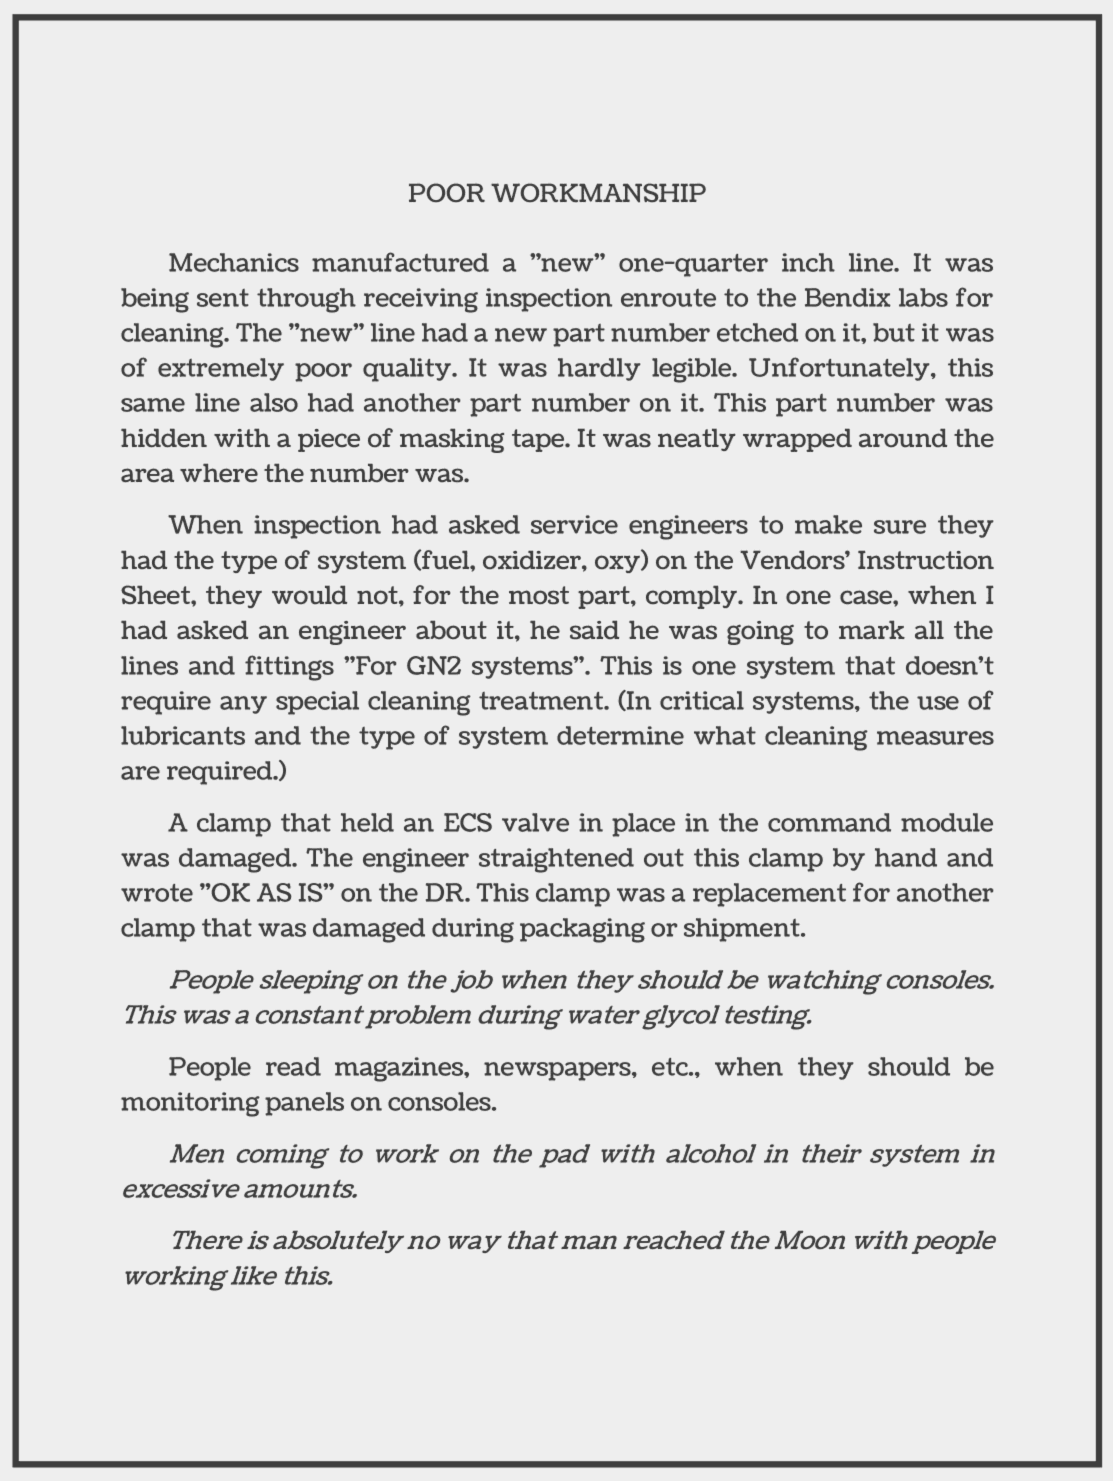 POOR WORKMANSHIP
Mechanics manufactured a ”new” one-quarter inch line. It was
being sent through receiving inspection enroute to the Bendix labs for
cleaning. The ”new” line had a new part number etched on it, but it was
of extremely poor quality. It was hardly legible. Unfortunately, this
same line also had another part number on it. This part number was
hidden with a piece of masking tape. It was neatly wrapped around the
area where the number was.
When inspection had asked service engineers to make sure they
had the type of system (fuel, oxidizer, oxy) on the Vendors’ Instruction
Sheet, they would not, for the most part, comply. In one case, when I
had asked an engineer about it, he said he was going to mark all the
lines and fittings ”For GN2 systems”. This is one system that doesn’t
require any special cleaning treatment. (In critical systems, the use of
lubricants and the type of system determine what cleaning measures
are required.)
A clamp that held an ECS valve in place in the command module
was damaged. The engineer straightened out this clamp by hand and
wrote ”OK AS IS” on the DR. This clamp was a replacement for another
clamp that was damaged during packaging or shipment.
People sleeping on the job when they should be watching consoles.
This was a constant problem during water glycol testing.
People read magazines, newspapers, etc., when they should be
monitoring panels on consoles.
Men coming to work on the pad with alcohol in their system in
excessive amounts.
There is absolutely no way that man reached the Moon with people
working like this.